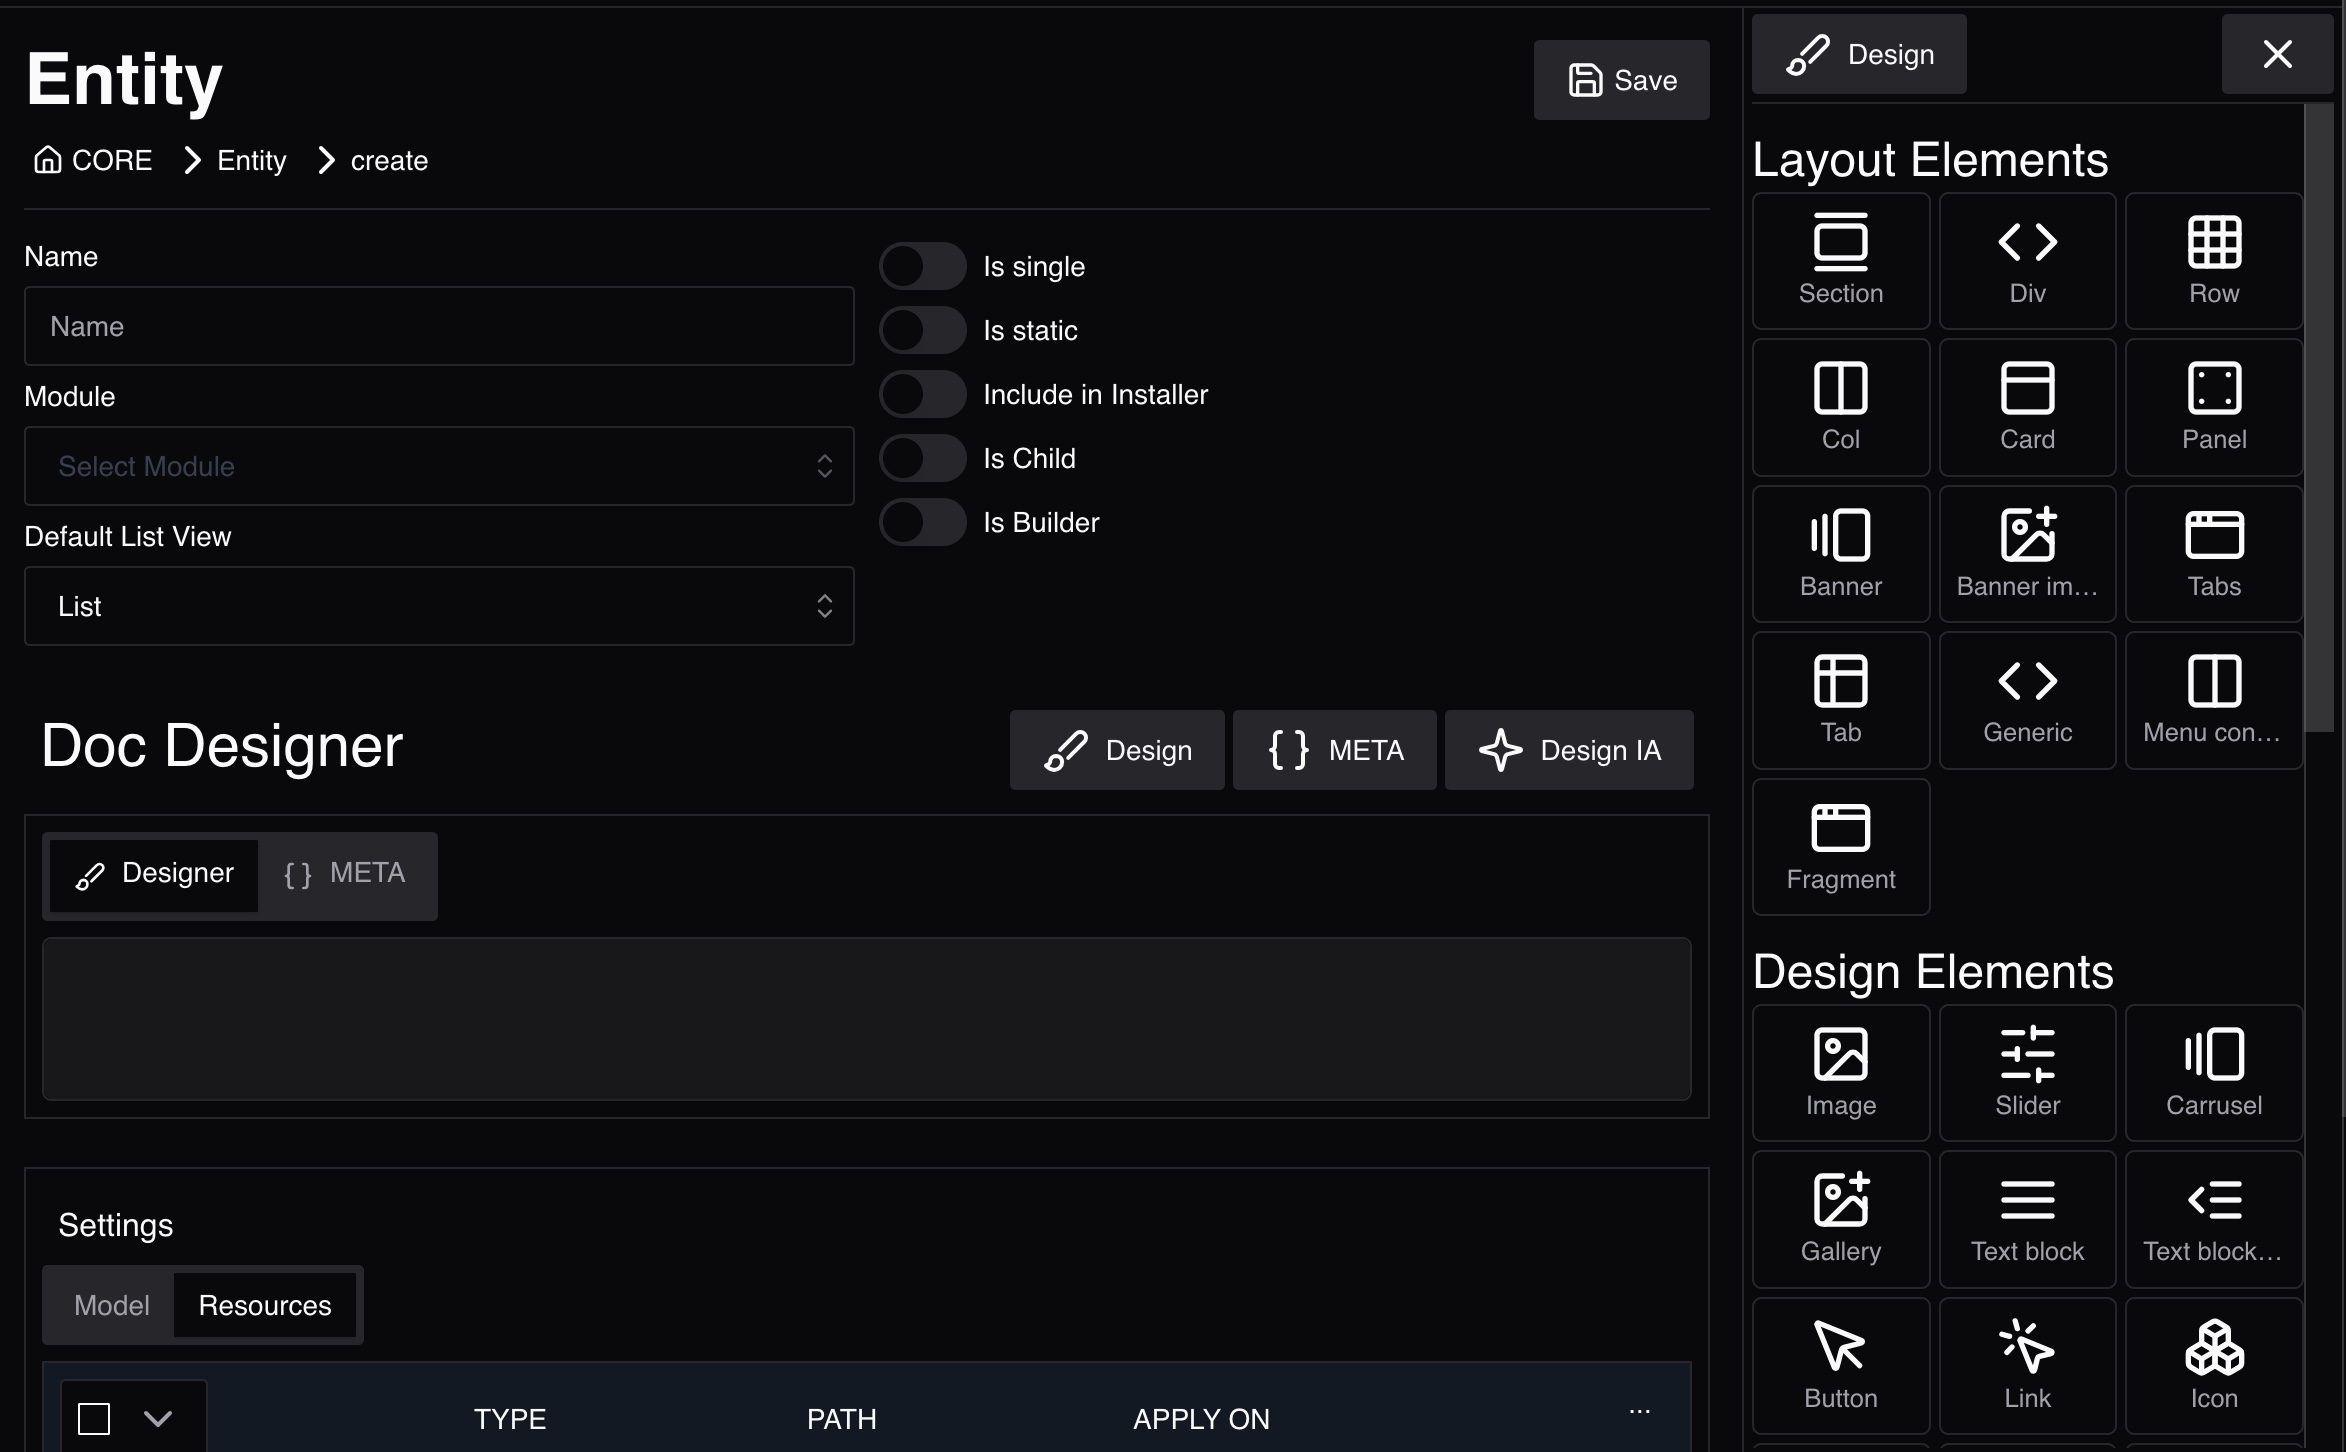 Entity
Save
CORE Entity create
Name
Name
Module
Select Module
Default List View
List
Is single
Is static
Include in Installer
Is Child
Is Builder
Doc Designer
Design
{ } META
Design IA
Designer
{ } META
Settings
Model
Resources
TYPE PATH APPLY ON ...
Design
Layout Elements
Section
Div
Row
Col
Card
Panel
Banner
Banner im...
Tabs
Tab
Generic
Menu con...
Fragment
Design Elements
Image
Slider
Carrusel
Gallery
Text block
Text block...
Button
Link
Icon